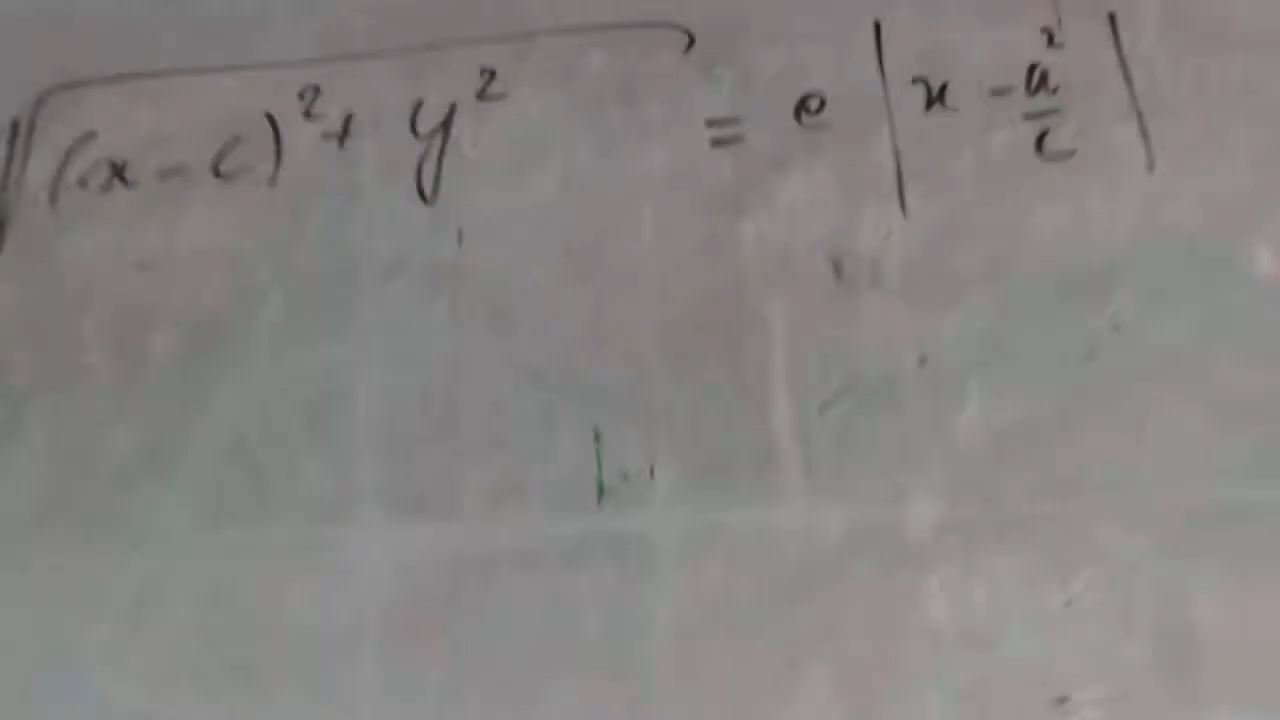 √((x - c)² + y²) = e | x - a²/c |